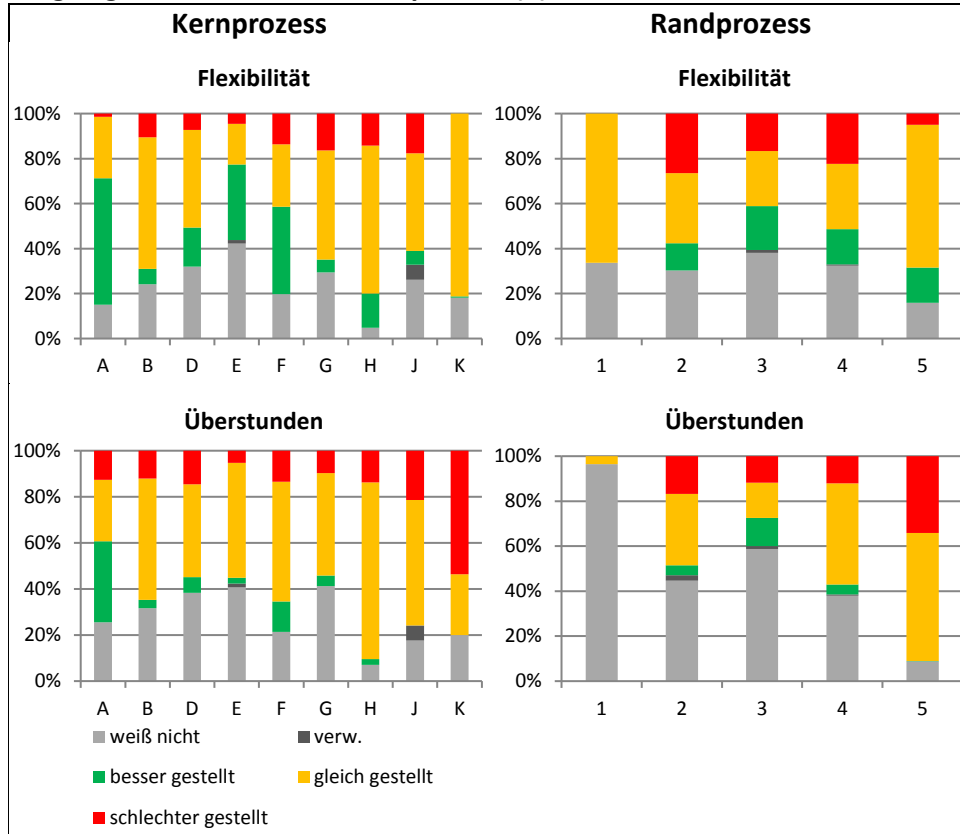 Kernprozess
Randprozess
Flexibilität
100%
80%
60%
40%
20%
0%
A B D E F G H J K
Flexibilität
100%
80%
60%
40%
20%
0%
1 2 3 4 5
Überstunden
100%
80%
60%
40%
20%
0%
A B D E F G H J K
Überstunden
100%
80%
60%
40%
20%
0%
1 2 3 4 5
weiß nicht
verw.
besser gestellt
gleich gestellt
schlechter gestellt